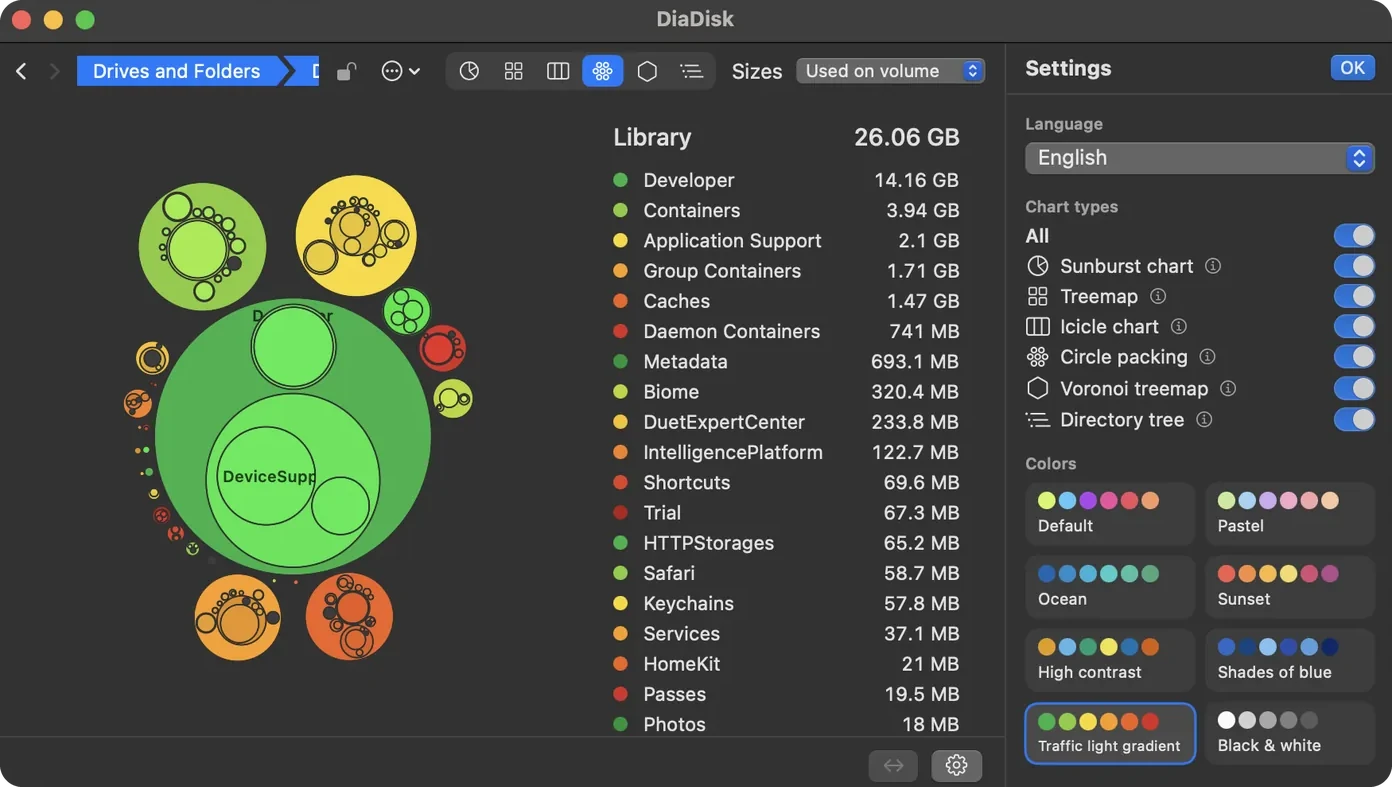 DiaDisk
Drives and Folders
Sizes
Used on volume
Settings
OK
Library 26.06 GB
Developer 14.16 GB
Containers 3.94 GB
Application Support 2.1 GB
Group Containers 1.71 GB
Caches 1.47 GB
Daemon Containers 741 MB
Metadata 693.1 MB
Biome 320.4 MB
DuetExpertCenter 233.8 MB
IntelligencePlatform 122.7 MB
Shortcuts 69.6 MB
Trial 67.3 MB
HTTPStorages 65.2 MB
Safari 58.7 MB
Keychains 57.8 MB
Services 37.1 MB
HomeKit 21 MB
Passes 19.5 MB
Photos 18 MB
DeviceSupp
Language
English
Chart types
All
Sunburst chart
Treemap
Icicle chart
Circle packing
Voronoi treemap
Directory tree
Colors
Default
Pastel
Ocean
Sunset
High contrast
Shades of blue
Traffic light gradient
Black & white